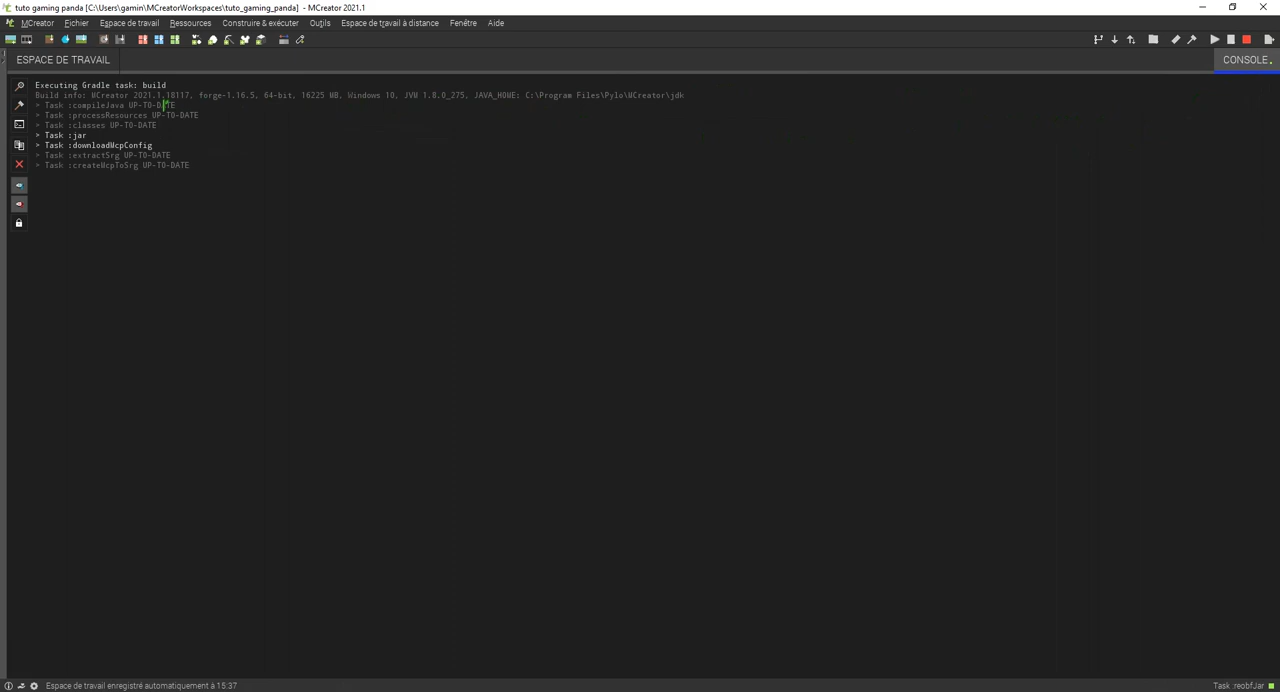 tuto gaming panda [C:\Users\gamin\MCreatorWorkspaces\tuto_gaming_panda] - MCreator 2021.1
MCreator Fichier Espace de travail Ressources Construire & exécuter Outils Espace de travail à distance Fenêtre Aide
ESPACE DE TRAVAIL
CONSOLE
Executing Gradle task: build
Build info: MCreator 2021.1.18117, forge-1.16.5, 64-bit, 16225 MB, Windows 10, JVM 1.8.0_275, JAVA_HOME: C:\Program Files\Pylo\MCreator\jdk
> Task :compileJava UP-TO-DATE
> Task :processResources UP-TO-DATE
> Task :classes UP-TO-DATE
> Task :jar
> Task :downloadMcpConfig
> Task :extractSrg UP-TO-DATE
> Task :createMcpToSrg UP-TO-DATE
Espace de travail enregistré automatiquement à 15:37
Task :reobfJar